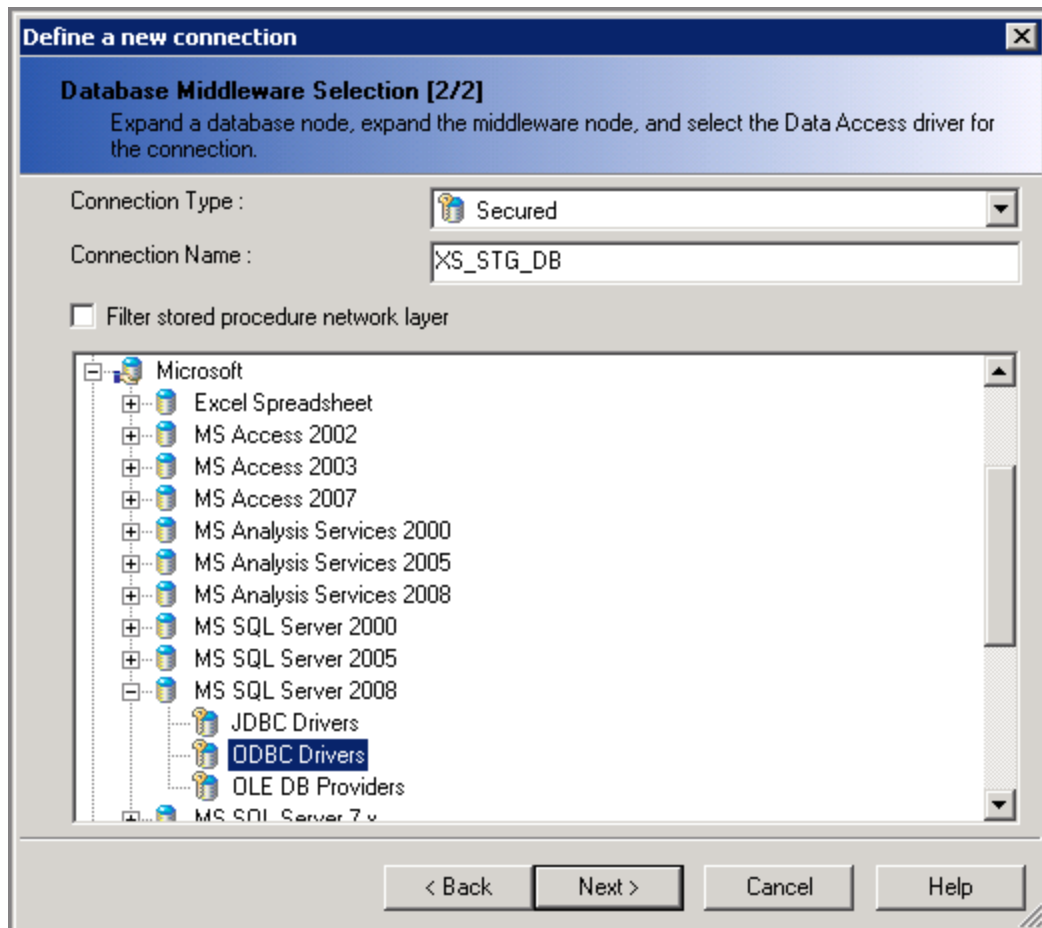 Define a new connection
Database Middleware Selection [2/2]
Expand a database node, expand the middleware node, and select the Data Access driver for
the connection.
Connection Type :
Secured
Connection Name :
XS_STG_DB
Filter stored procedure network layer
Microsoft
Excel Spreadsheet
MS Access 2002
MS Access 2003
MS Access 2007
MS Analysis Services 2000
MS Analysis Services 2005
MS Analysis Services 2008
MS SQL Server 2000
MS SQL Server 2005
MS SQL Server 2008
JDBC Drivers
ODBC Drivers
OLE DB Providers
MS SQL Server 7.x
< Back
Next >
Cancel
Help